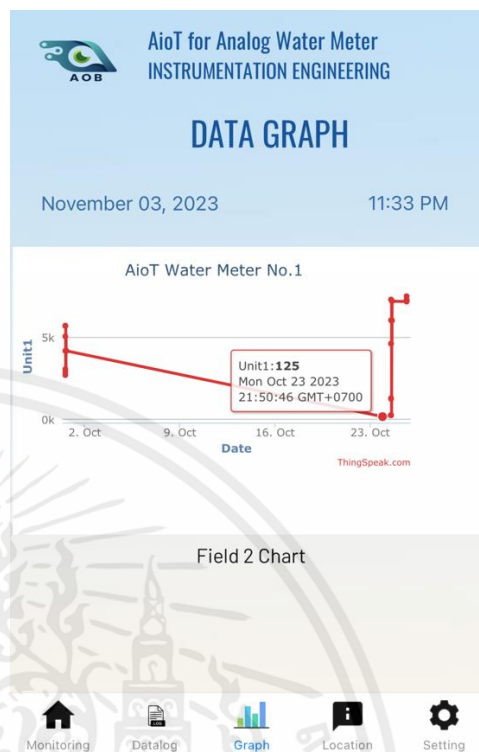 AOB
AioT for Analog Water Meter
INSTRUMENTATION ENGINEERING
DATA GRAPH
November 03, 2023
11:33 PM
AioT Water Meter No.1
Unit1
5k
0k
Unit1:125
Mon Oct 23 2023
21:50:46 GMT+0700
2. Oct
9. Oct
16. Oct
23. Oct
Date
ThingSpeak.com
Field 2 Chart
LOG
Monitoring
Datalog
Graph
Location
Setting